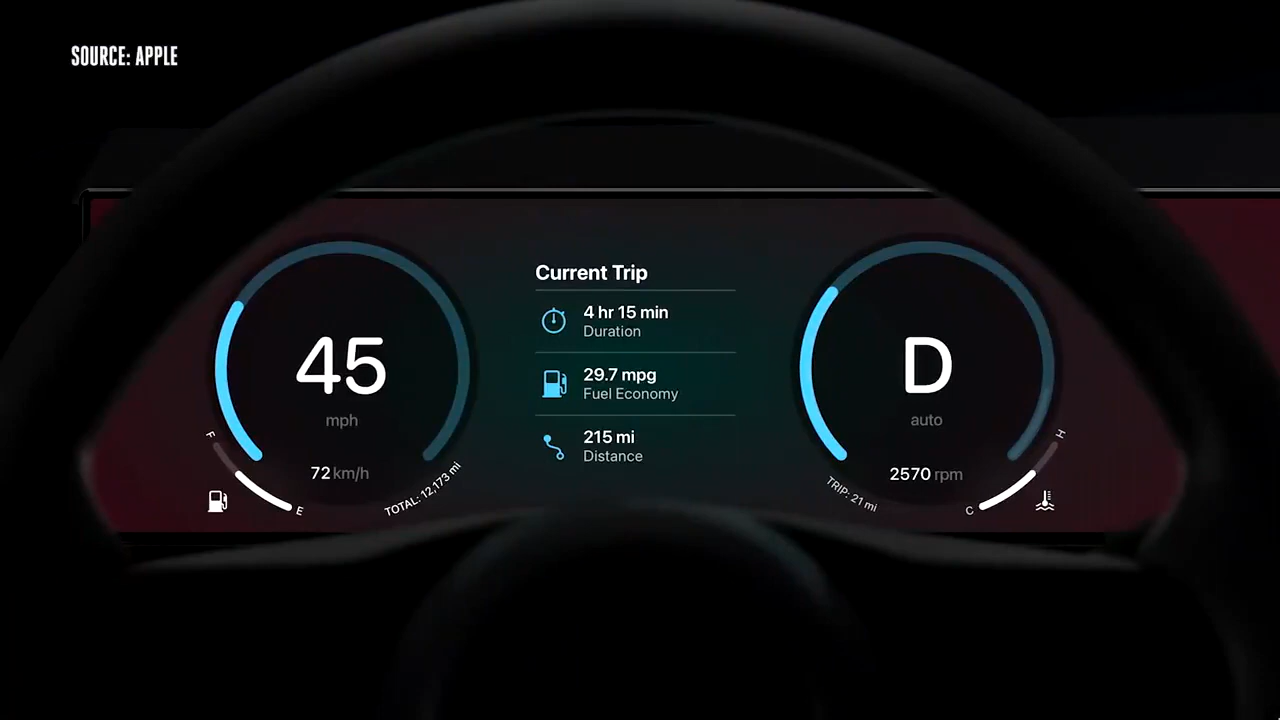 SOURCE: APPLE
45
mph
72 km/h
F
E
TOTAL: 12,173 mi
Current Trip
4 hr 15 min
Duration
29.7 mpg
Fuel Economy
215 mi
Distance
D
auto
2570 rpm
TRIP: 21 mi
C
H